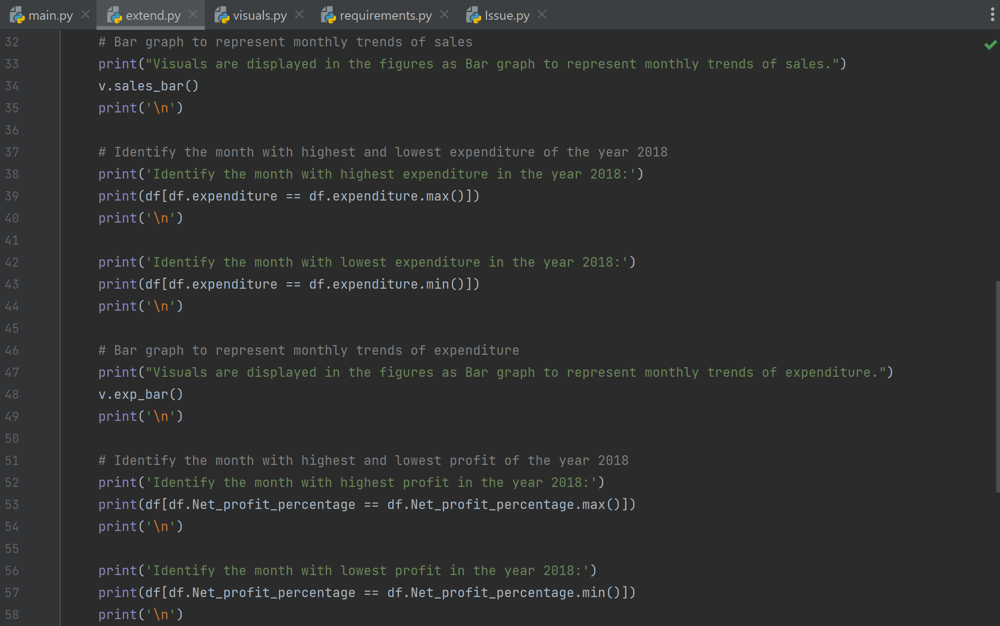 main.py extend.py visuals.py requirements.py Issue.py
32 # Bar graph to represent monthly trends of sales
33 print("Visuals are displayed in the figures as Bar graph to represent monthly trends of sales.")
34 v.sales_bar()
35 print('\n')
36
37 # Identify the month with highest and lowest expenditure of the year 2018
38 print('Identify the month with highest expenditure in the year 2018:')
39 print(df[df.expenditure == df.expenditure.max()])
40 print('\n')
41
42 print('Identify the month with lowest expenditure in the year 2018:')
43 print(df[df.expenditure == df.expenditure.min()])
44 print('\n')
45
46 # Bar graph to represent monthly trends of expenditure
47 print("Visuals are displayed in the figures as Bar graph to represent monthly trends of expenditure.")
48 v.exp_bar()
49 print('\n')
50
51 # Identify the month with highest and lowest profit of the year 2018
52 print('Identify the month with highest profit in the year 2018:')
53 print(df[df.Net_profit_percentage == df.Net_profit_percentage.max()])
54 print('\n')
55
56 print('Identify the month with lowest profit in the year 2018:')
57 print(df[df.Net_profit_percentage == df.Net_profit_percentage.min()])
58 print('\n')